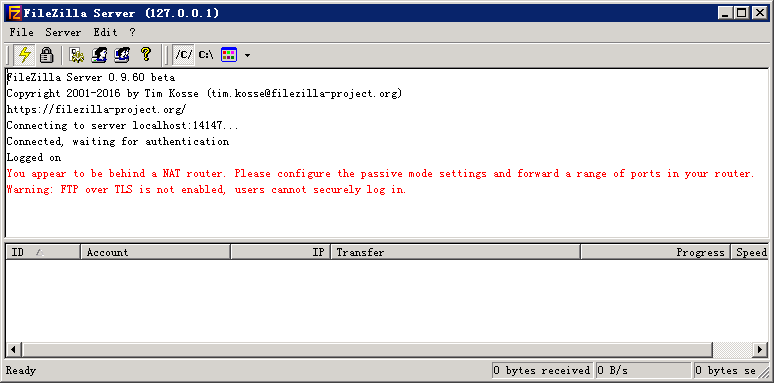 FileZilla Server (127.0.0.1)
File Server Edit ?
/C/ C:\
FileZilla Server 0.9.60 beta
Copyright 2001-2016 by Tim Kosse (tim.kosse@filezilla-project.org)
https://filezilla-project.org/
Connecting to server localhost:14147...
Connected, waiting for authentication
Logged on
You appear to be behind a NAT router. Please configure the passive mode settings and forward a range of ports in your router.
Warning: FTP over TLS is not enabled, users cannot securely log in.
ID / Account IP Transfer Progress Speed
Ready 0 bytes received 0 B/s 0 bytes se